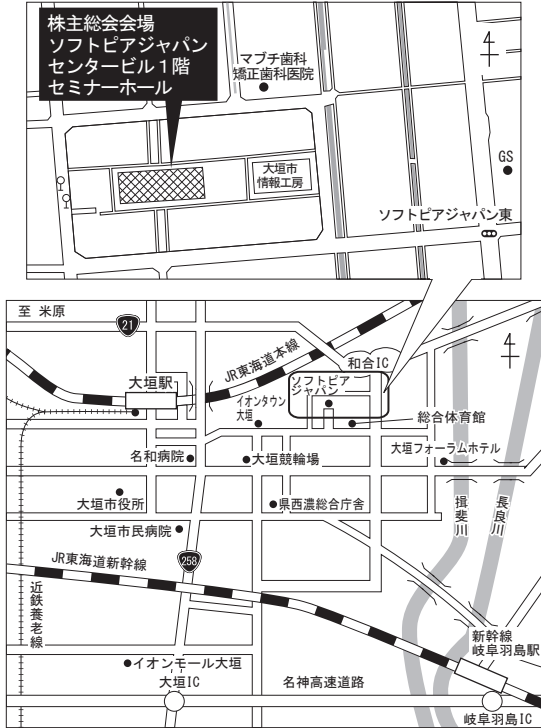 株主総会会場
ソフトピアジャパン
センタービル1階
セミナーホール
マブチ歯科
矯正歯科医院
大垣市
情報工房
GS
ソフトピアジャパン東
至 米原
21
JR東海道本線
和合IC
大垣駅
ソフトピア
ジャパン
イオンタウン
大垣
総合体育館
名和病院
大垣競輪場
大垣フォーラムホテル
大垣市役所
県西濃総合庁舎
揖斐川
長良川
大垣市民病院
JR東海道新幹線
258
近鉄養老線
新幹線
岐阜羽島駅
イオンモール大垣
大垣IC
名神高速道路
岐阜羽島IC